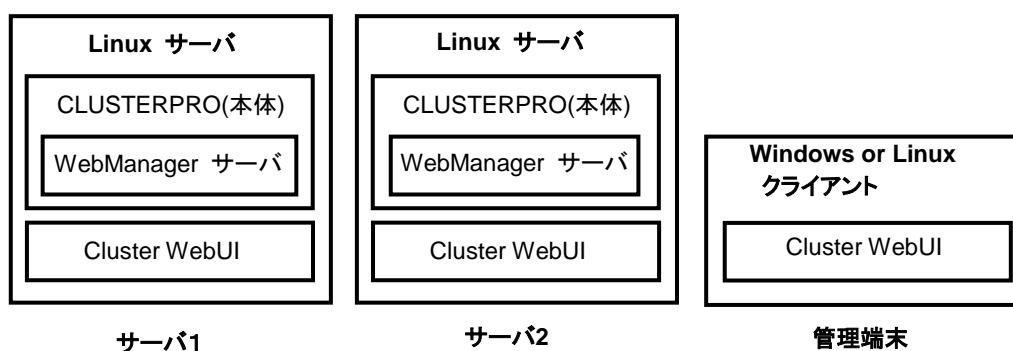 Linux サーバ
CLUSTERPRO(本体)
WebManager サーバ
Cluster WebUI
サーバ1
Linux サーバ
CLUSTERPRO(本体)
WebManager サーバ
Cluster WebUI
サーバ2
Windows or Linux
クライアント
Cluster WebUI
管理端末